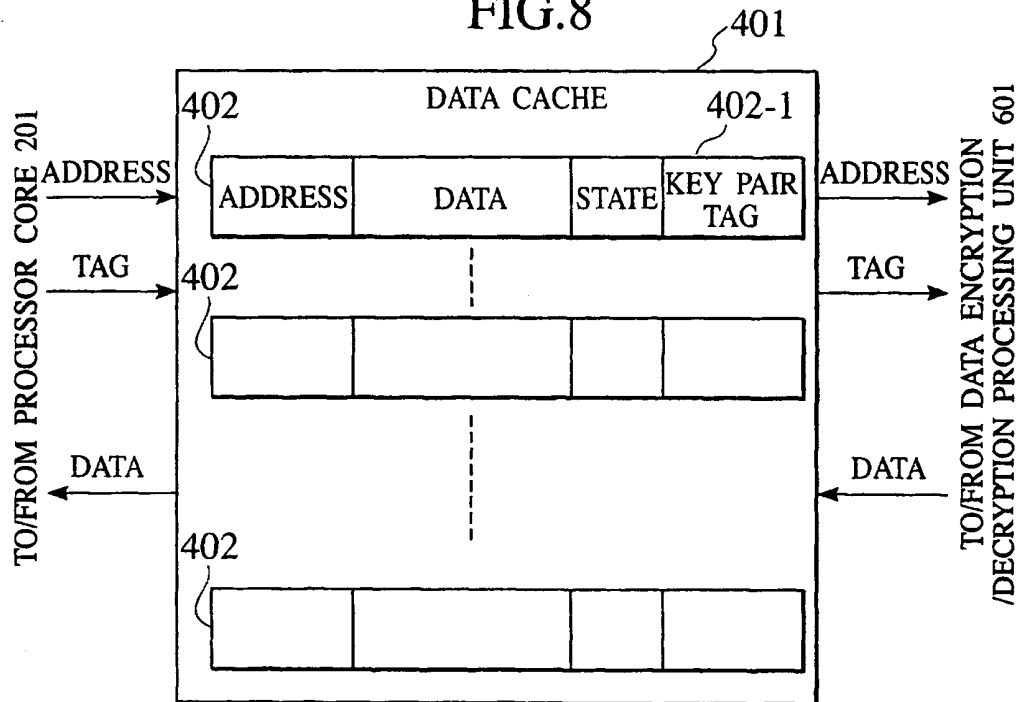 FIG.8
401
DATA CACHE
402
402-1
ADDRESS
DATA
STATE
KEY PAIR
TAG
402
402
TO/FROM PROCESSOR CORE 201
ADDRESS
TAG
DATA
ADDRESS
TAG
DATA
TO/FROM DATA ENCRYPTION
/DECRYPTION PROCESSING UNIT 601